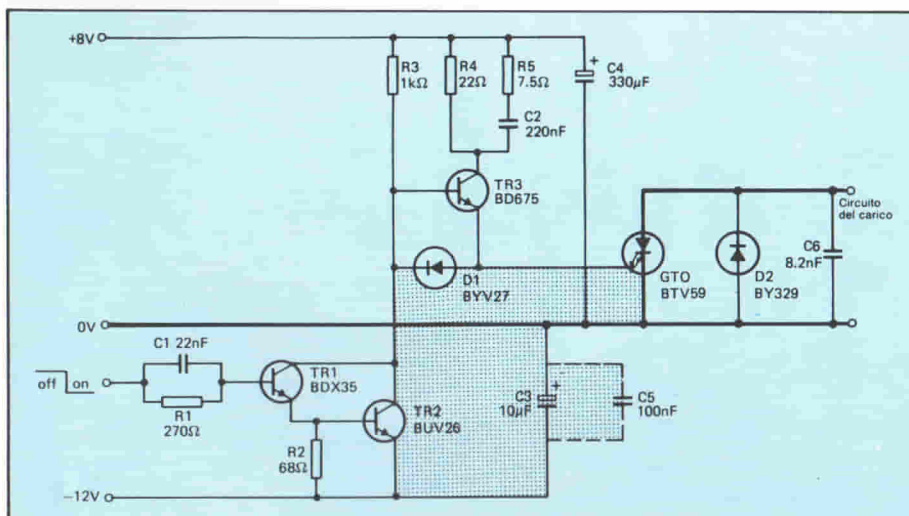 +8V
R3
1kΩ
R4
22Ω
R5
7.5Ω
C4
330µF
+
C2
220nF
TR3
BD675
Circuito
del carico
D1
BYV27
GTO
BTV59
D2
BY329
C6
8.2nF
0V
C1 22nF
off on
TR1
BDX35
R1
270Ω
TR2
BUV26
+
C3
10µF
C5
100nF
R2
68Ω
−12V